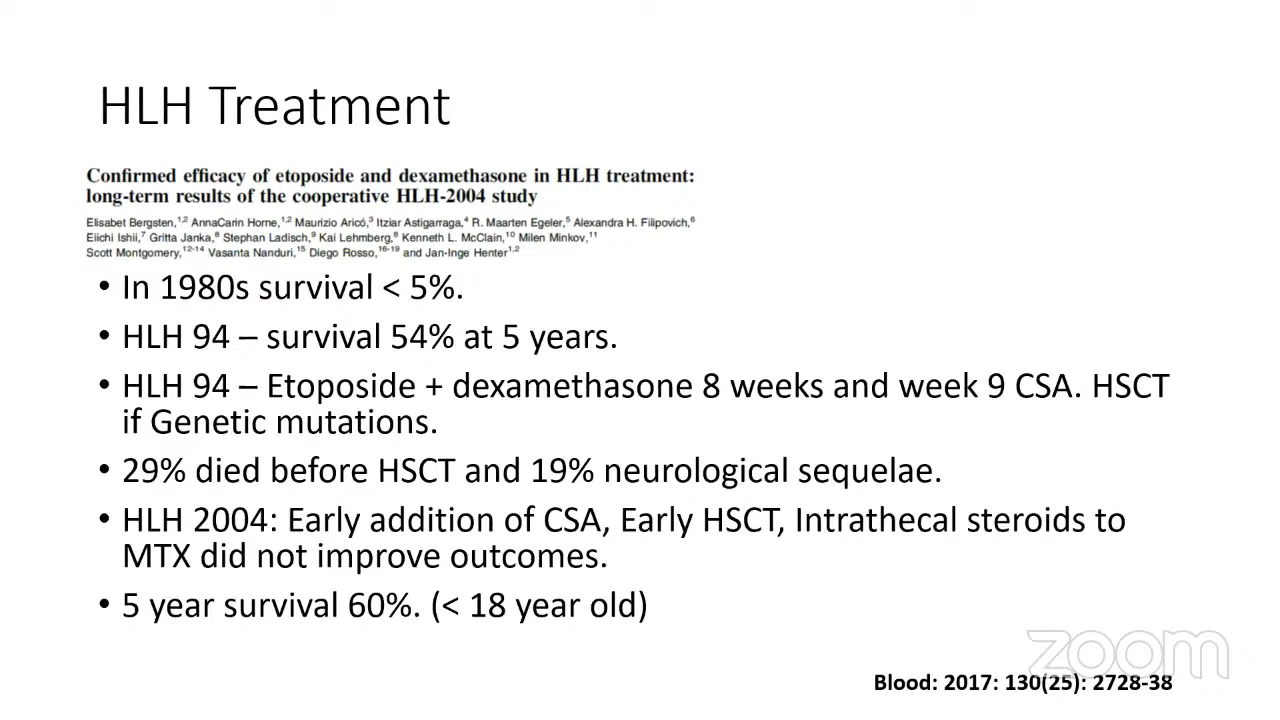 HLH Treatment
Confirmed efficacy of etoposide and dexamethasone in HLH treatment:
long-term results of the cooperative HLH-2004 study
Elisabet Bergsten,1,2 AnnaCarin Horne,1,2 Maurizio Aricó,3 Itziar Astigarraga,4 R. Maarten Egeler,5 Alexandra H. Filipovich,6
Eiichi Ishii,7 Gritta Janka,8 Stephan Ladisch,9 Kai Lehmberg,8 Kenneth L. McClain,10 Milen Minkov,11
Scott Montgomery,12-14 Vasanta Nanduri,15 Diego Rosso,16-19 and Jan-Inge Henter1,2
• In 1980s survival < 5%.
• HLH 94 – survival 54% at 5 years.
• HLH 94 – Etoposide + dexamethasone 8 weeks and week 9 CSA. HSCT
if Genetic mutations.
• 29% died before HSCT and 19% neurological sequelae.
• HLH 2004: Early addition of CSA, Early HSCT, Intrathecal steroids to
MTX did not improve outcomes.
• 5 year survival 60%. (< 18 year old)
zoom
Blood: 2017: 130(25): 2728-38